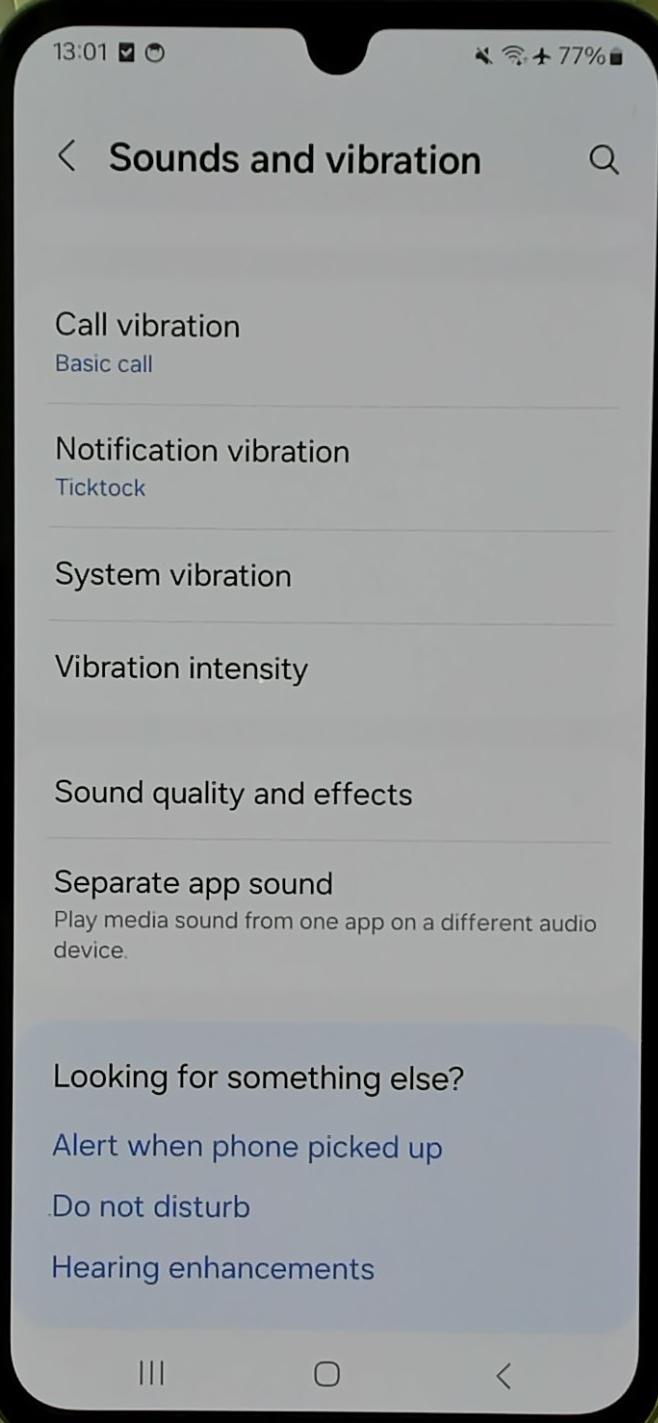 13:01 77%
Sounds and vibration
Call vibration
Basic call
Notification vibration
Ticktock
System vibration
Vibration intensity
Sound quality and effects
Separate app sound
Play media sound from one app on a different audio
device.
Looking for something else?
Alert when phone picked up
Do not disturb
Hearing enhancements